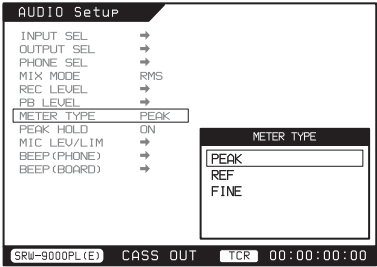 AUDIO Setup
INPUT SEL ➔
OUTPUT SEL ➔
PHONE SEL ➔
MIX MODE RMS
REC LEVEL ➔
PB LEVEL ➔
METER TYPE PEAK
PEAK HOLD ON
MIC LEV/LIM ➔
BEEP(PHONE) ➔
BEEP(BOARD) ➔
METER TYPE
PEAK
REF
FINE
SRW-9000PL(E) CASS OUT TCR 00:00:00:00